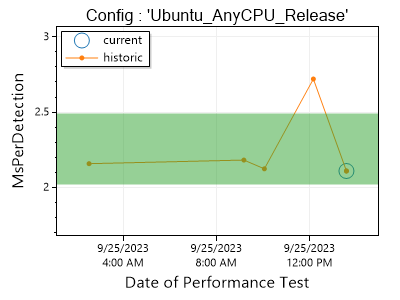 Config : 'Ubuntu_AnyCPU_Release'
current
historic
MsPerDetection
3
2.5
2
9/25/2023
4:00 AM
9/25/2023
8:00 AM
9/25/2023
12:00 PM
Date of Performance Test